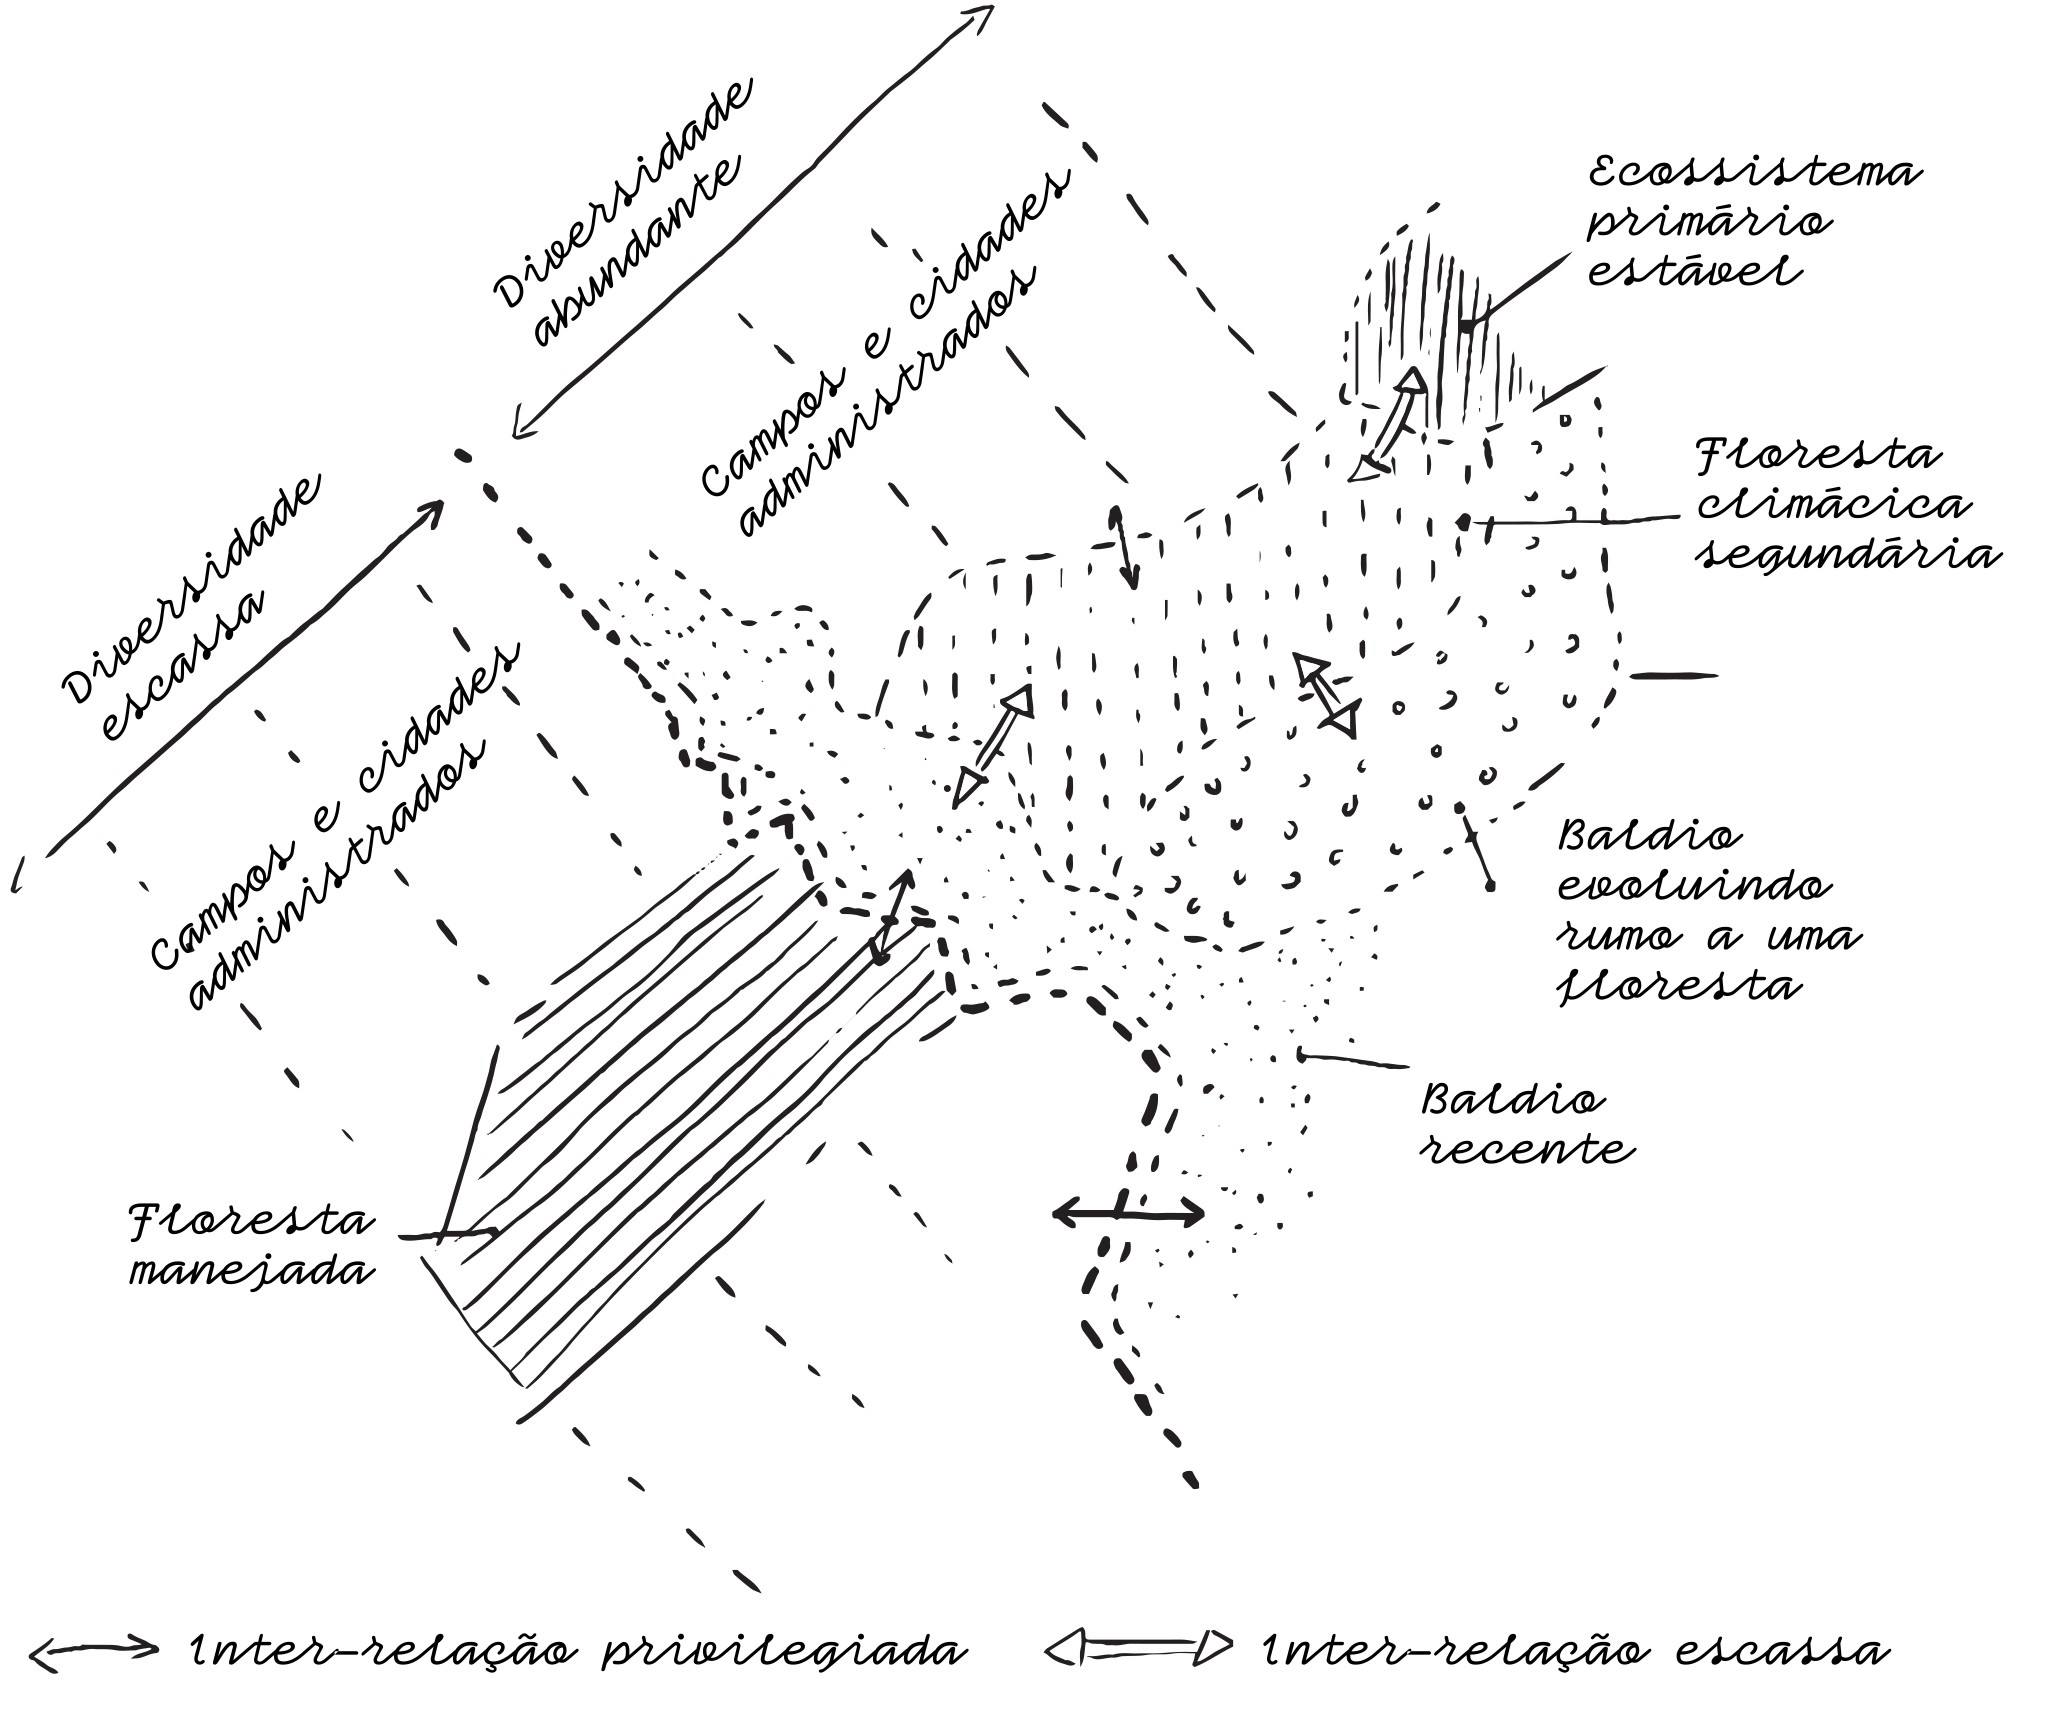 Diversidade
abundante
Campos e cidades
administrados
Ecossistema
primário
estável
Floresta
climácica
segundária
Diversidade
escassa
Campos e cidades
administrados
Baldio
evoluindo
rumo a uma
floresta
Baldio
recente
Floresta
manejada
Inter-relação privilegiada
Inter-relação escassa